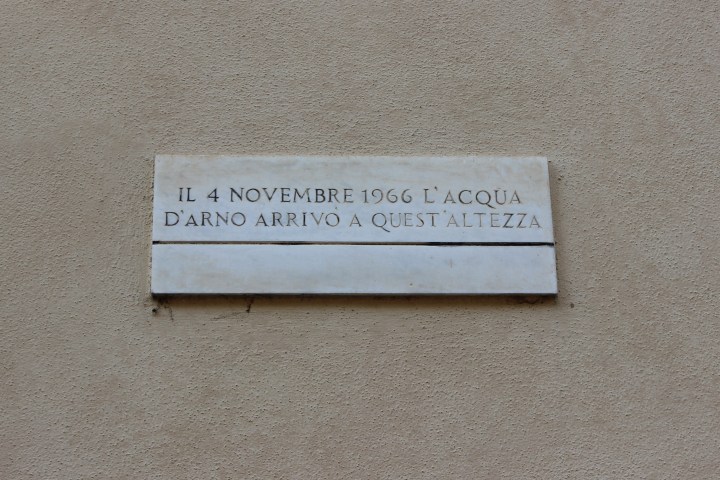 IL 4 NOVEMBRE 1966 L'ACQUA
D'ARNO ARRIVÒ A QUEST'ALTEZZA